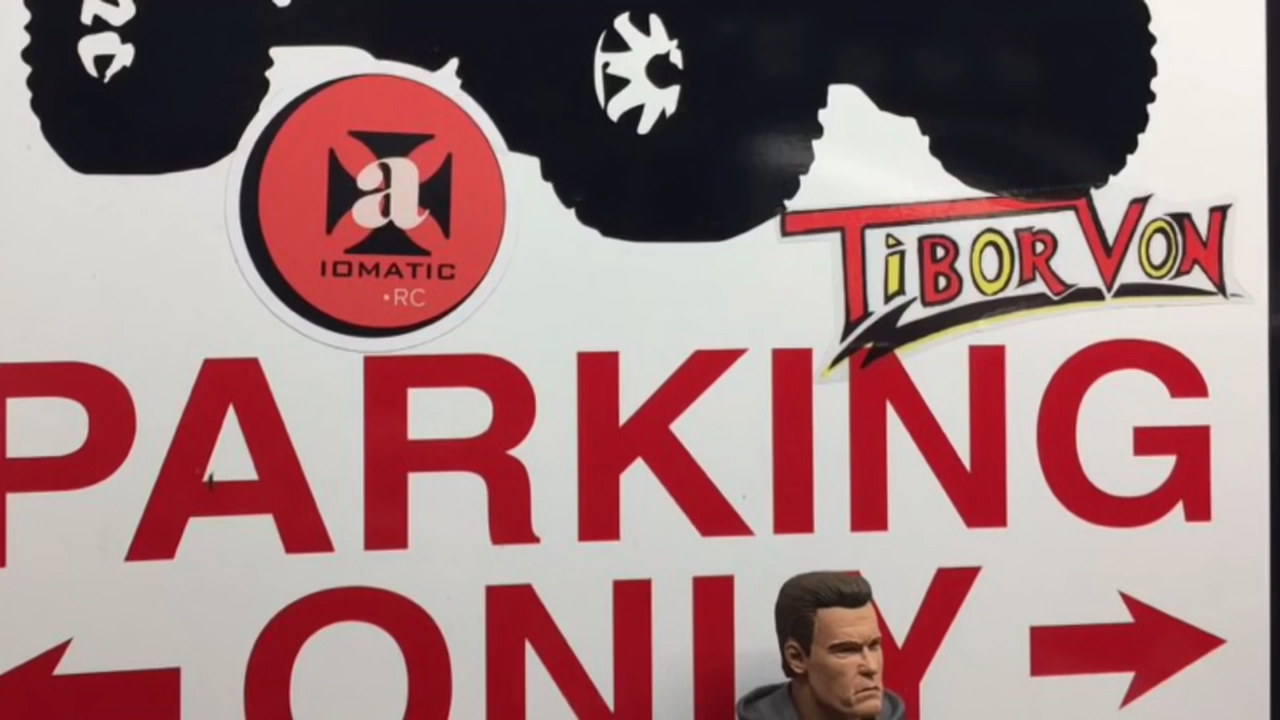 a
IOMATIC
•RC
TiBOR VON
PARKING
ONLY